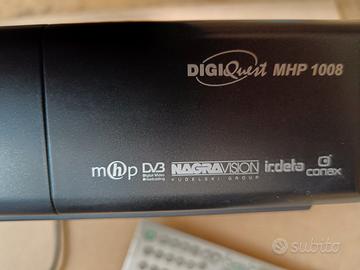 DIGIQuest MHP 1008
mhp DVB NAGRAVISION irdeto conax
Digital Video Broadcasting KUDELSKI GROUP
subito